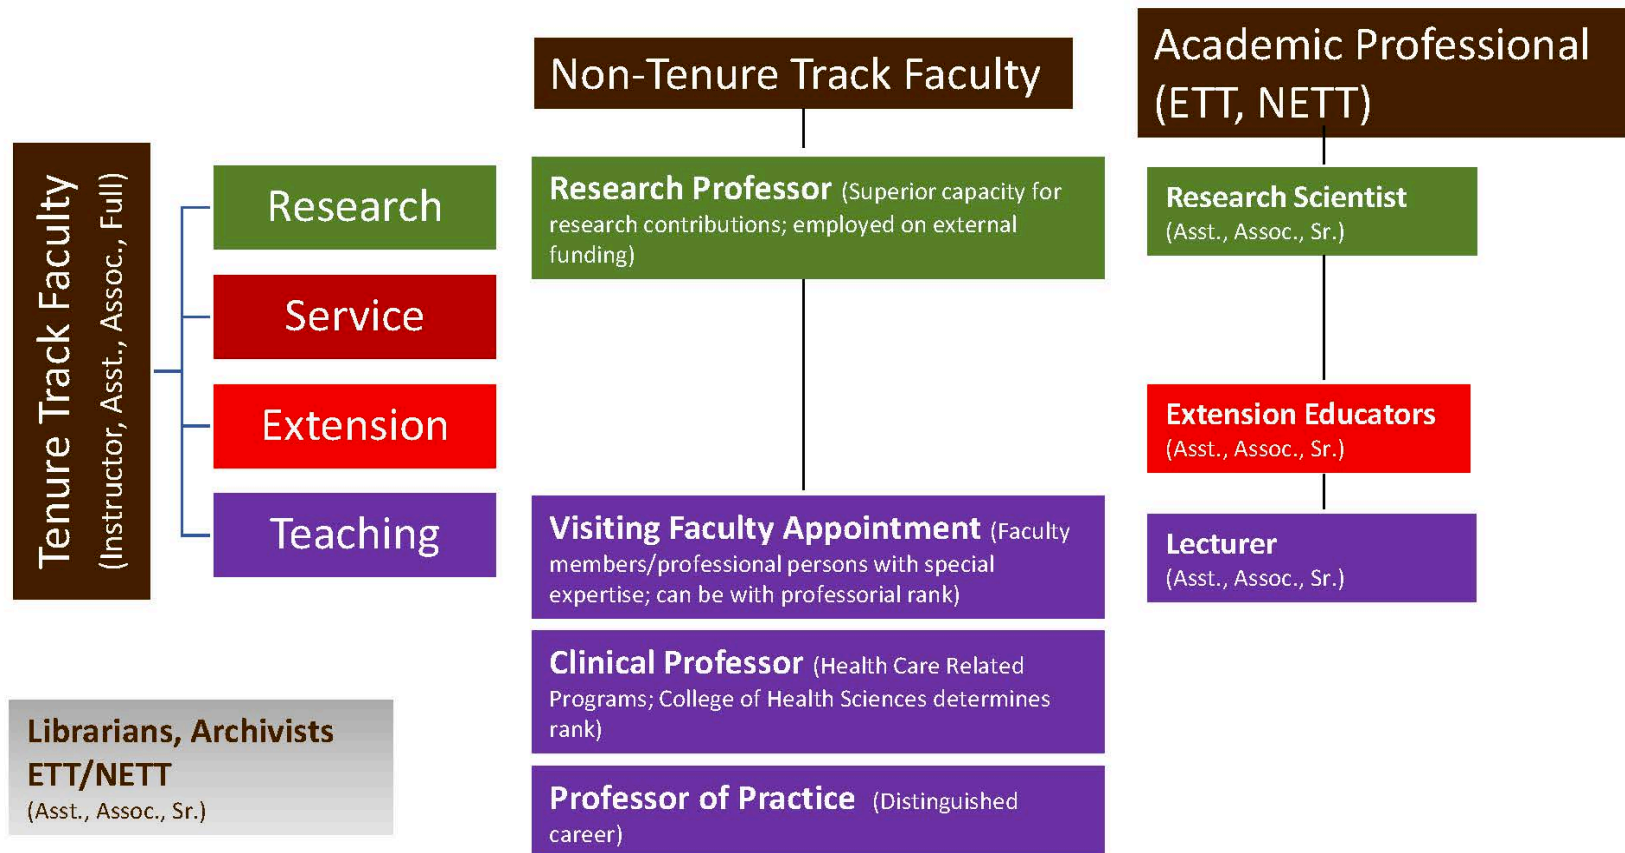 Tenure Track Faculty
(Instructor, Asst., Assoc., Full)
Research
Service
Extension
Teaching
Non-Tenure Track Faculty
Research Professor (Superior capacity for
research contributions; employed on external
funding)
Visiting Faculty Appointment (Faculty
members/professional persons with special
expertise; can be with professorial rank)
Clinical Professor (Health Care Related
Programs; College of Health Sciences determines
rank)
Professor of Practice (Distinguished
career)
Academic Professional
(ETT, NETT)
Research Scientist
(Asst., Assoc., Sr.)
Extension Educators
(Asst., Assoc., Sr.)
Lecturer
(Asst., Assoc., Sr.)
Librarians, Archivists
ETT/NETT
(Asst., Assoc., Sr.)